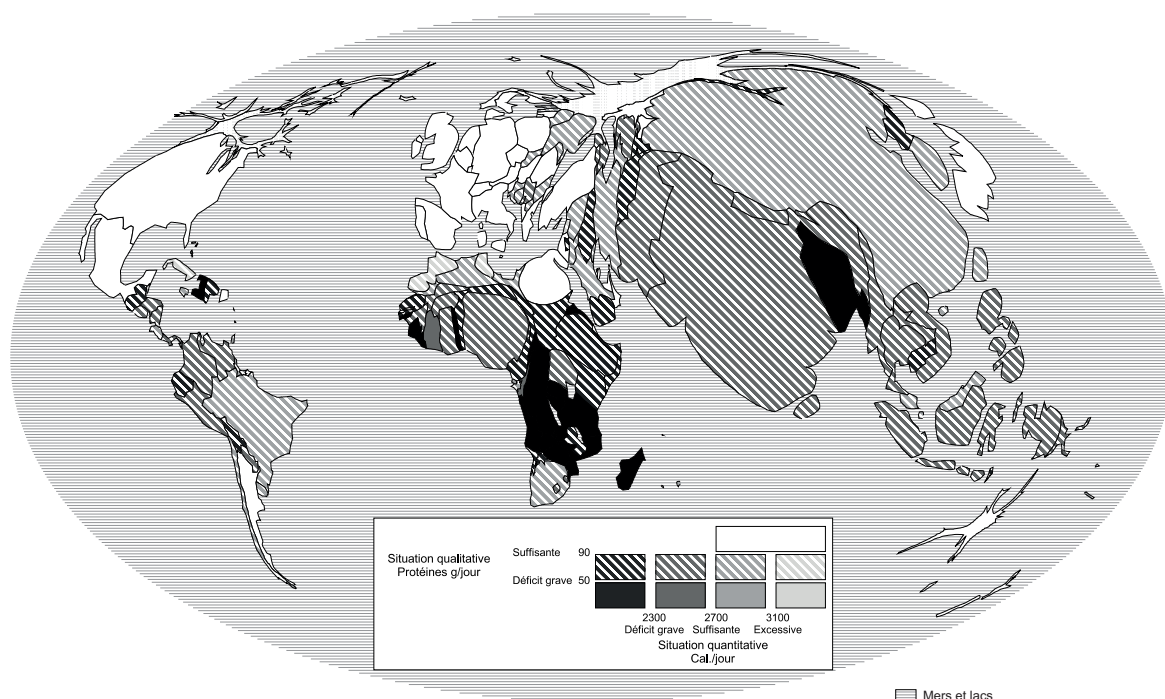 Situation qualitative
Protéines g/jour
Suffisante 90
Déficit grave 50
2300 2700 3100
Déficit grave Suffisante Excessive
Situation quantitative
Cal./jour
Mers et lacs